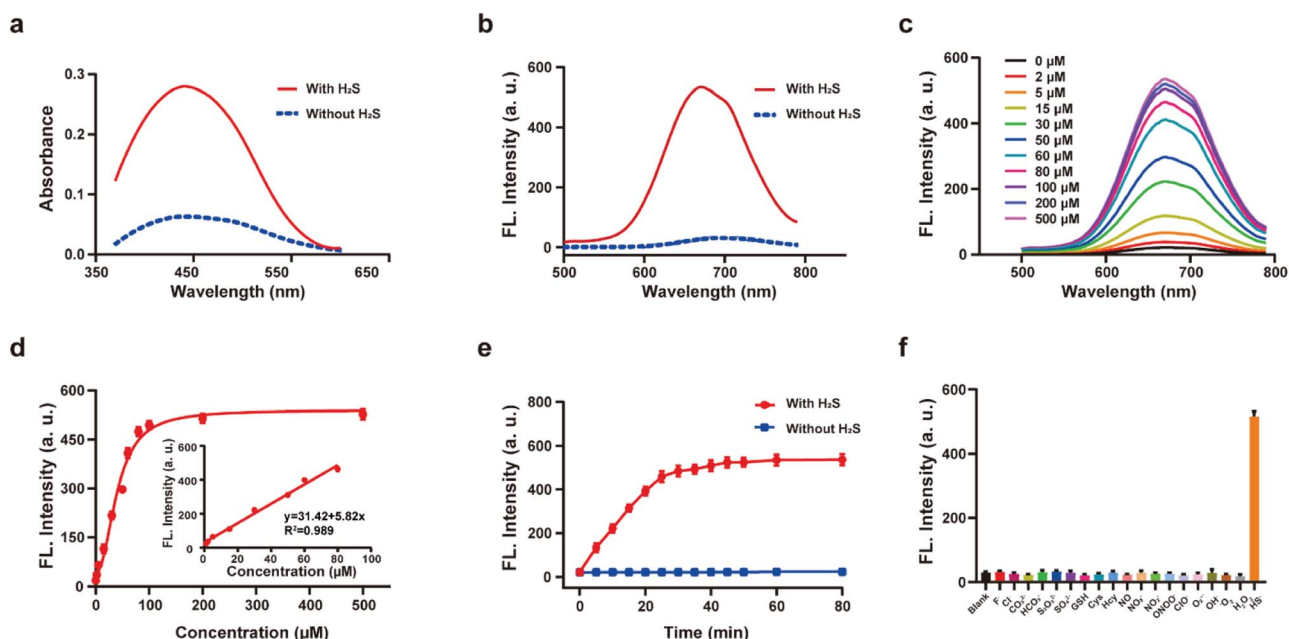 a
Absorbance
0.3
0.2
0.1
0.0
350
450
550
650
Wavelength (nm)
With H₂S
Without H₂S
b
FL. Intensity (a. u.)
600
400
200
0
500
600
700
800
Wavelength (nm)
With H₂S
Without H₂S
c
FL. Intensity (a. u.)
600
400
200
0
500
600
700
800
Wavelength (nm)
0 µM
2 µM
5 µM
15 µM
30 µM
50 µM
60 µM
80 µM
100 µM
200 µM
500 µM
d
FL. Intensity (a. u.)
600
450
300
150
0
0
100
200
300
400
500
Concentration (µM)
FL. Intensity (a. u.)
600
400
200
0
0
20
40
60
80
100
y=31.42+5.82x
R²=0.989
Concentration (µM)
e
FL. Intensity (a. u.)
800
600
400
200
0
0
20
40
60
80
Time (min)
With H₂S
Without H₂S
f
FL. Intensity (a. u.)
600
400
200
0
Blank
F⁻
Cl⁻
CO₃²⁻
HCO₃⁻
S₂O₃²⁻
SO₄²⁻
GSH
Cys
Hcy
NO
NO₃⁻
NO₂⁻
ONOO⁻
ClO⁻
O₂·⁻
OH·
¹O₂
H₂O₂
HS⁻